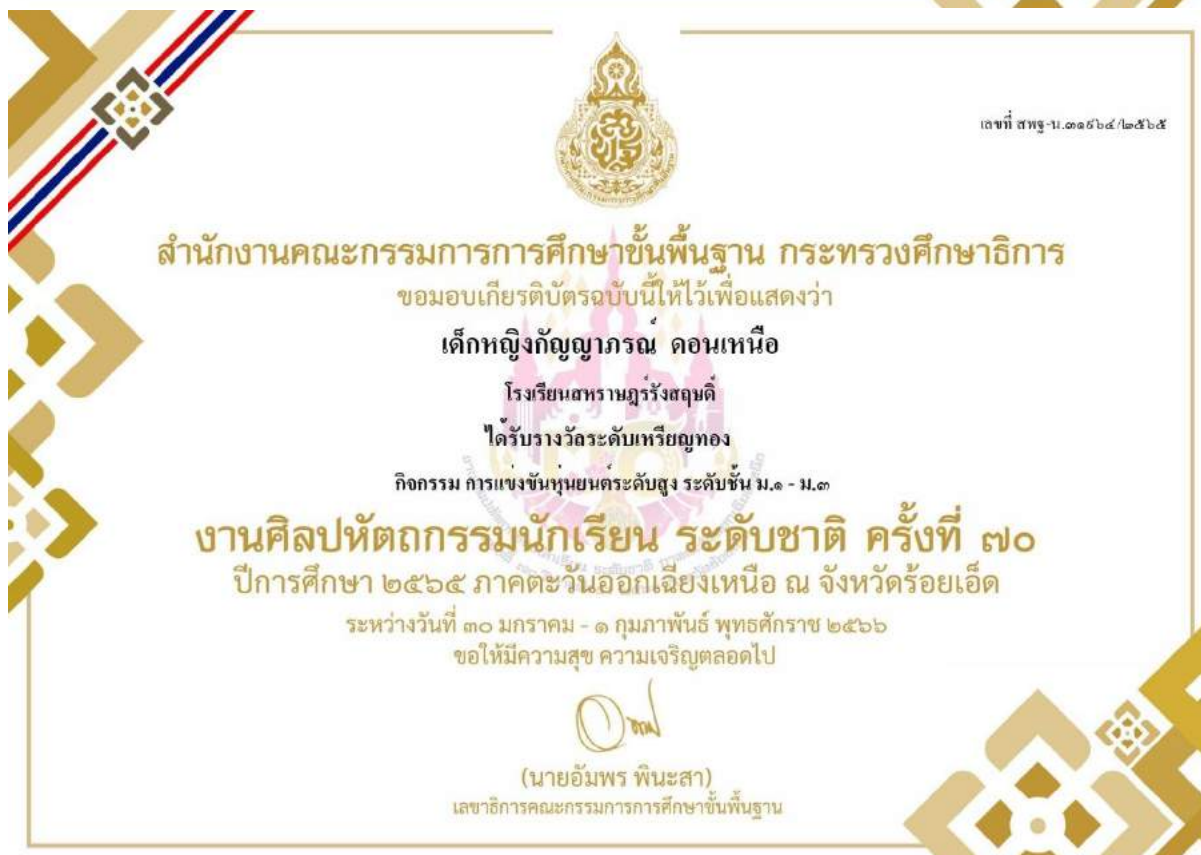 เลขที่ สพฐ-น.๓๑๙๖๔/๒๕๖๕
สำนักงานคณะกรรมการการศึกษาขั้นพื้นฐาน กระทรวงศึกษาธิการ
ขอมอบเกียรติบัตรฉบับนี้ให้ไว้เพื่อแสดงว่า
เด็กหญิงกัญญาภรณ์ ดอนเหนือ
โรงเรียนสหราษฎร์รังสฤษดิ์
ได้รับรางวัลระดับเหรียญทอง
กิจกรรม การแข่งขันหุ่นยนต์ระดับสูง ระดับชั้น ม.๑ - ม.๓
งานศิลปหัตถกรรมนักเรียน ระดับชาติ ครั้งที่ ๗๐
ปีการศึกษา ๒๕๖๕ ภาคตะวันออกเฉียงเหนือ ณ จังหวัดร้อยเอ็ด
ระหว่างวันที่ ๓๐ มกราคม - ๑ กุมภาพันธ์ พุทธศักราช ๒๕๖๖
ขอให้มีความสุข ความเจริญตลอดไป
(นายอัมพร พินะสา)
เลขาธิการคณะกรรมการการศึกษาขั้นพื้นฐาน